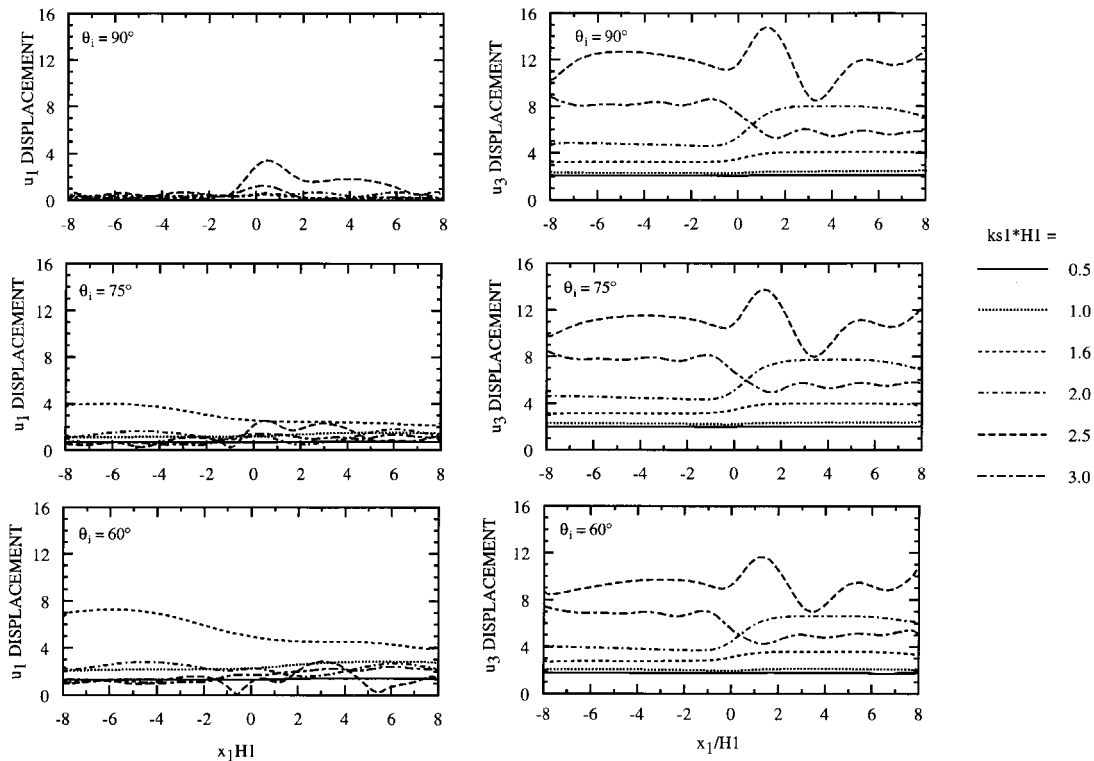 16
12
8
4
0
u1 DISPLACEMENT
θi = 90°
-8 -6 -4 -2 0 2 4 6 8
16
12
8
4
0
u3 DISPLACEMENT
θi = 90°
-8 -6 -4 -2 0 2 4 6 8
16
12
8
4
0
u1 DISPLACEMENT
θi = 75°
-8 -6 -4 -2 0 2 4 6 8
16
12
8
4
0
u3 DISPLACEMENT
θi = 75°
-8 -6 -4 -2 0 2 4 6 8
16
12
8
4
0
u1 DISPLACEMENT
θi = 60°
-8 -6 -4 -2 0 2 4 6 8
x1H1
16
12
8
4
0
u3 DISPLACEMENT
θi = 60°
-8 -6 -4 -2 0 2 4 6 8
x1/H1
ks1*H1 =
0.5
1.0
1.6
2.0
2.5
3.0